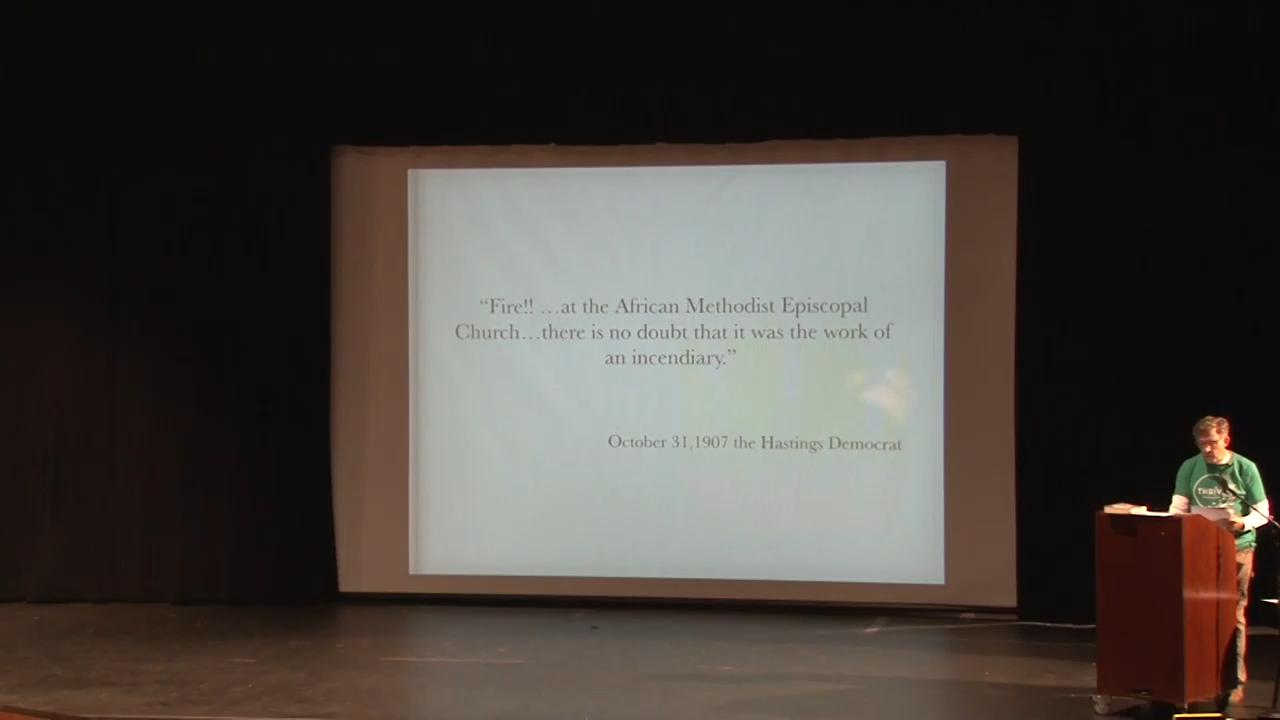 “Fire!! …at the African Methodist Episcopal
Church…there is no doubt that it was the work of
an incendiary.”
October 31,1907 the Hastings Democrat